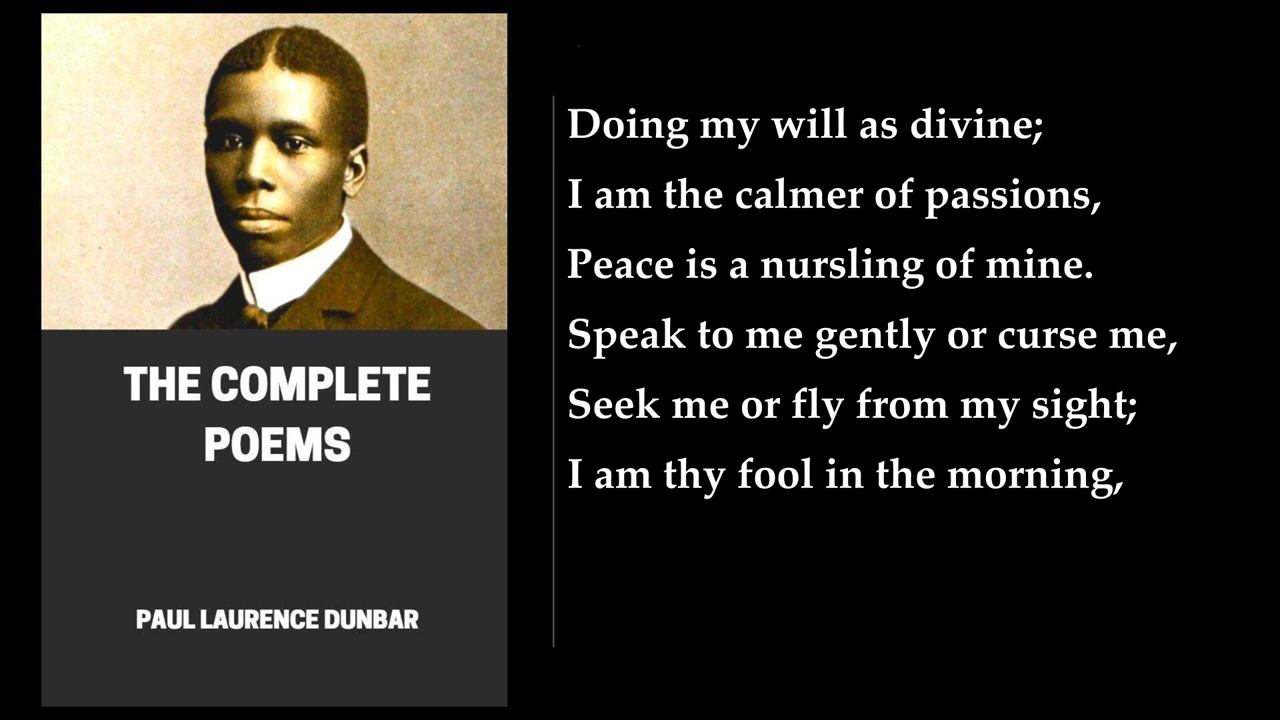 THE COMPLETE
POEMS
PAUL LAURENCE DUNBAR
Doing my will as divine;
I am the calmer of passions,
Peace is a nursling of mine.
Speak to me gently or curse me,
Seek me or fly from my sight;
I am thy fool in the morning,